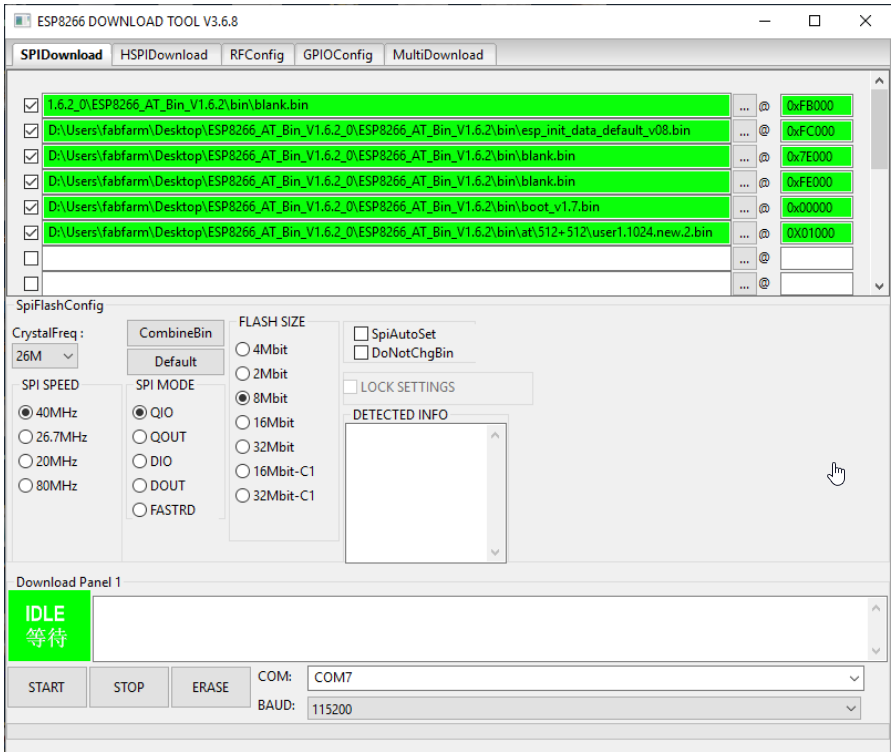 ESP8266 DOWNLOAD TOOL V3.6.8
SPIDownload HSPIDownload RFConfig GPIOConfig MultiDownload
1.6.2_0\ESP8266_AT_Bin_V1.6.2\bin\blank.bin ... @ 0xFB000
D:\Users\fabfarm\Desktop\ESP8266_AT_Bin_V1.6.2_0\ESP8266_AT_Bin_V1.6.2\bin\esp_init_data_default_v08.bin ... @ 0xFC000
D:\Users\fabfarm\Desktop\ESP8266_AT_Bin_V1.6.2_0\ESP8266_AT_Bin_V1.6.2\bin\blank.bin ... @ 0x7E000
D:\Users\fabfarm\Desktop\ESP8266_AT_Bin_V1.6.2_0\ESP8266_AT_Bin_V1.6.2\bin\blank.bin ... @ 0xFE000
D:\Users\fabfarm\Desktop\ESP8266_AT_Bin_V1.6.2_0\ESP8266_AT_Bin_V1.6.2\bin\boot_v1.7.bin ... @ 0x00000
D:\Users\fabfarm\Desktop\ESP8266_AT_Bin_V1.6.2_0\ESP8266_AT_Bin_V1.6.2\bin\at\512+512\user1.1024.new.2.bin ... @ 0X01000
... @
... @
SpiFlashConfig
CrystalFreq :
26M
CombineBin
Default
SPI SPEED
40MHz
26.7MHz
20MHz
80MHz
SPI MODE
QIO
QOUT
DIO
DOUT
FASTRD
FLASH SIZE
4Mbit
2Mbit
8Mbit
16Mbit
32Mbit
16Mbit-C1
32Mbit-C1
SpiAutoSet
DoNotChgBin
LOCK SETTINGS
DETECTED INFO
Download Panel 1
IDLE
等待
START STOP ERASE
COM: COM7
BAUD: 115200